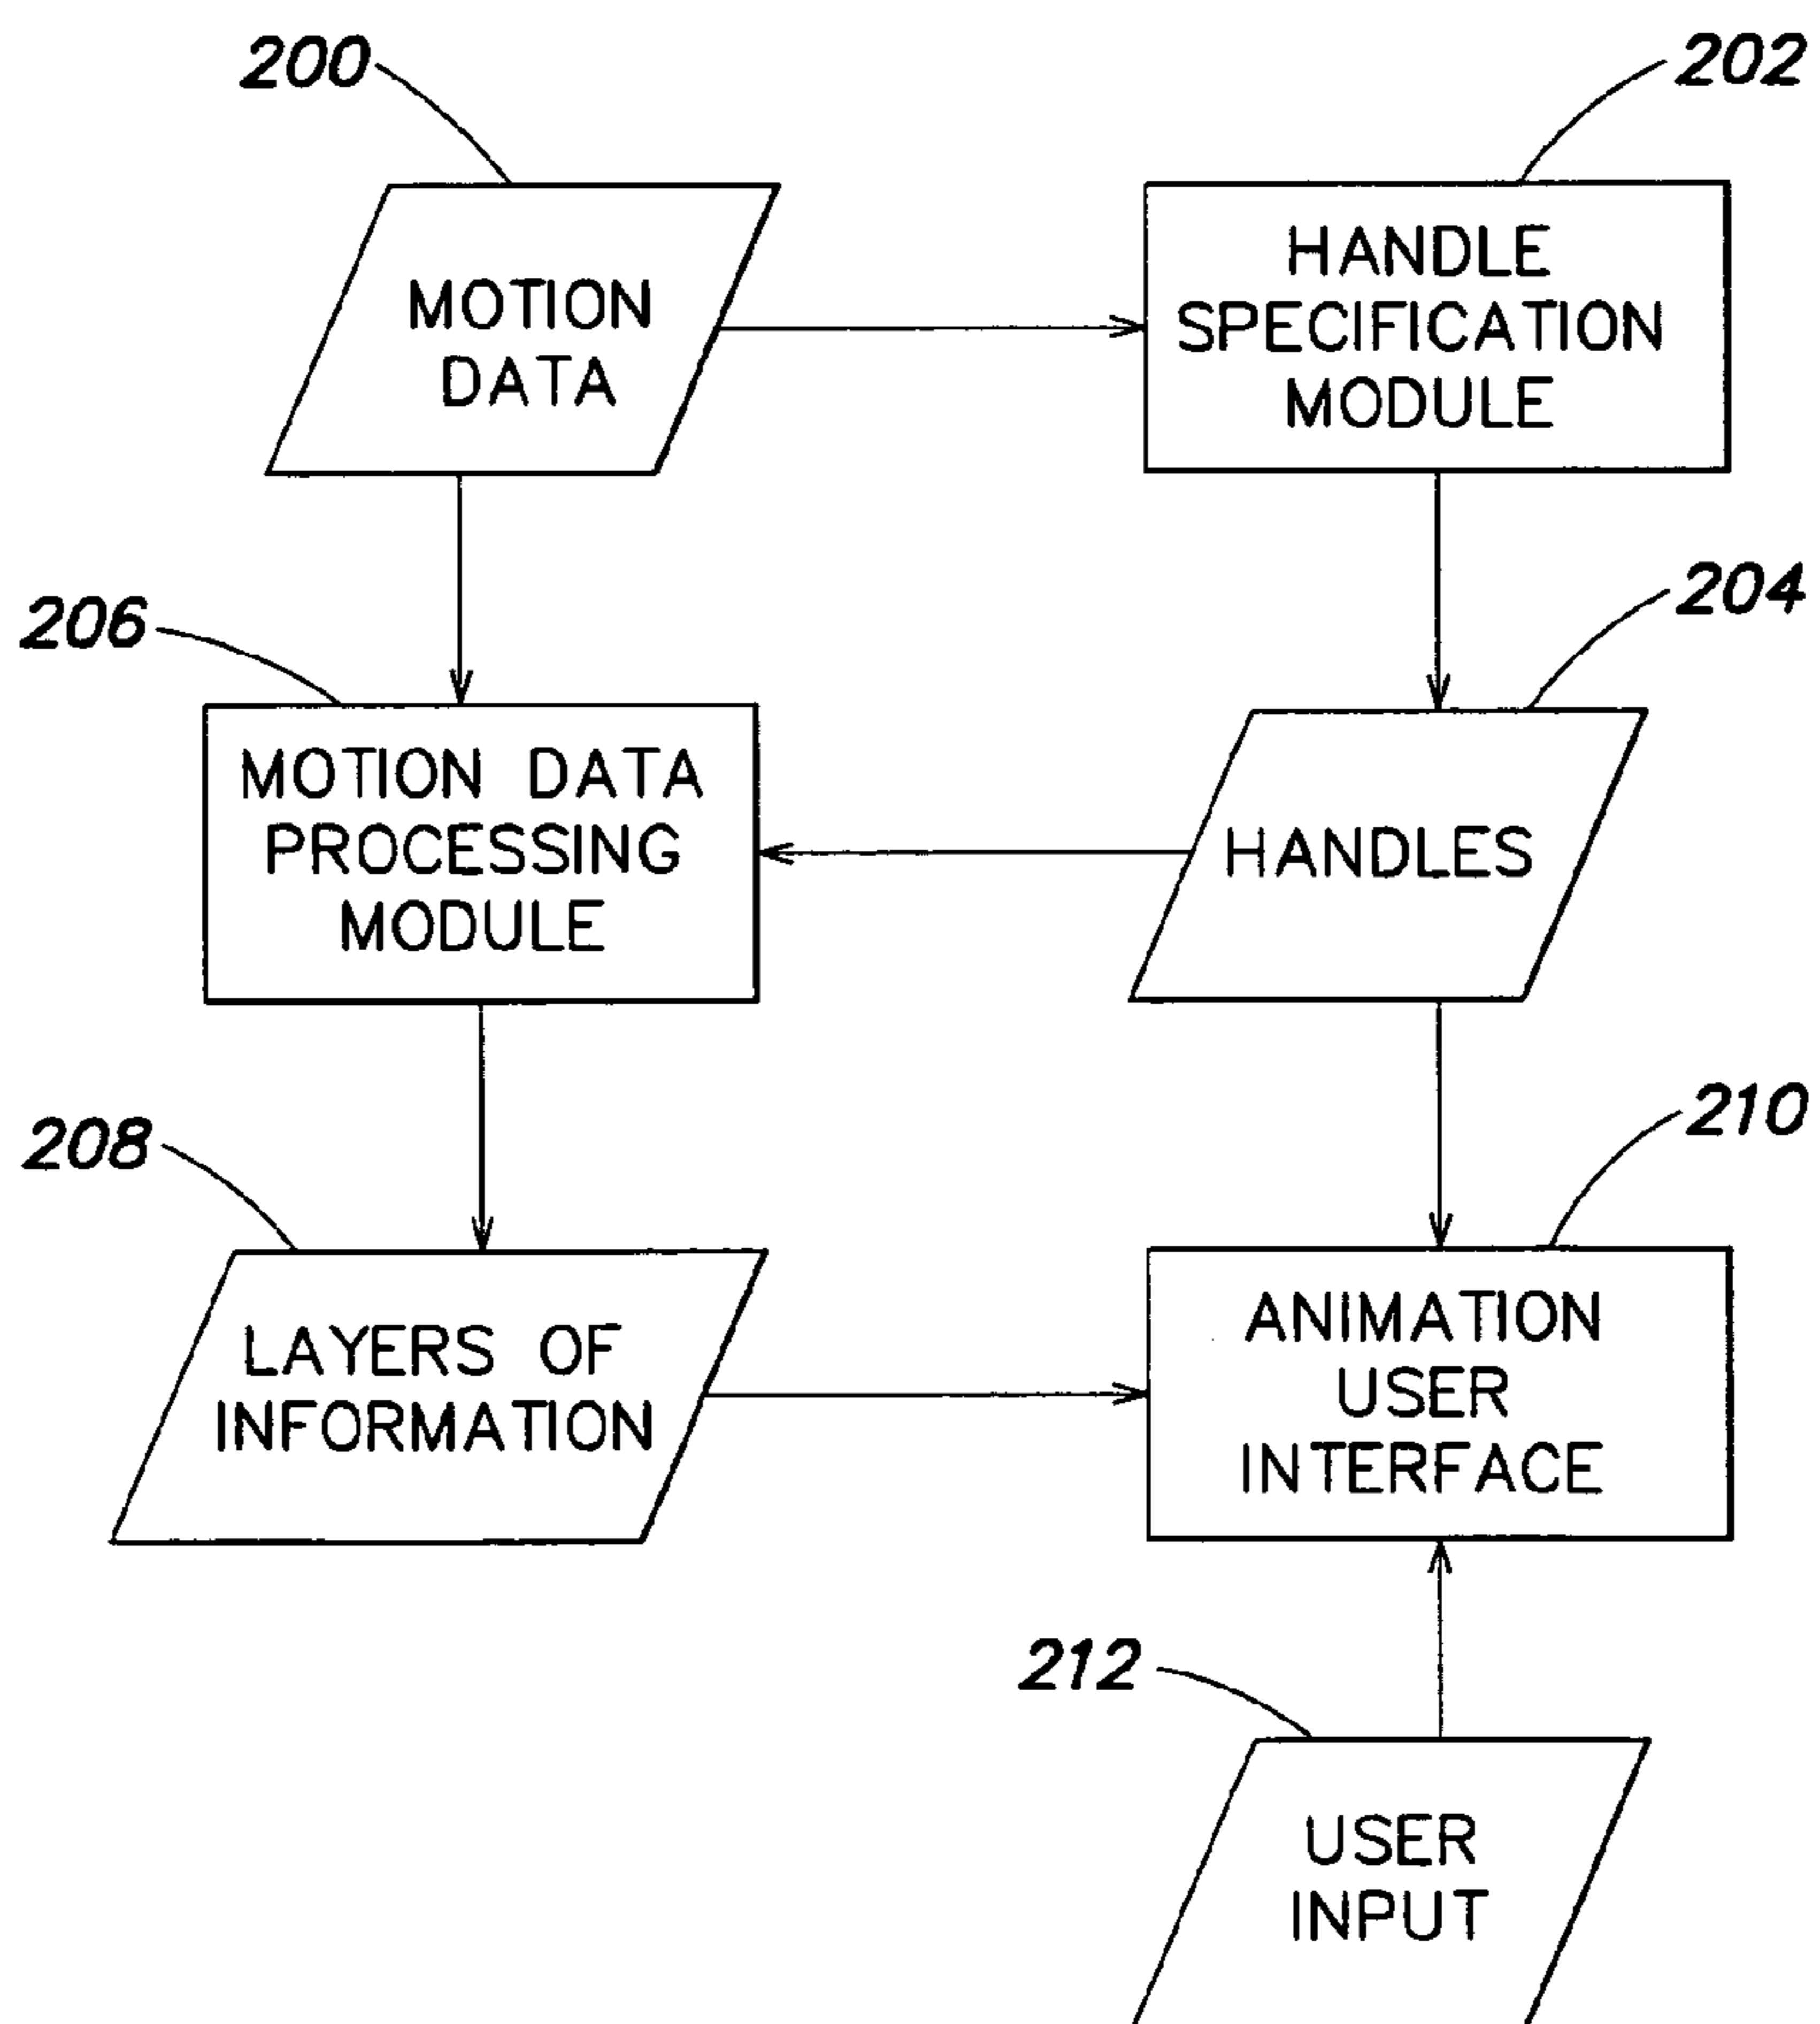 200
202
MOTION
DATA
HANDLE
SPECIFICATION
MODULE
206
204
MOTION DATA
PROCESSING
MODULE
HANDLES
208
210
LAYERS OF
INFORMATION
ANIMATION
USER
INTERFACE
212
USER
INPUT